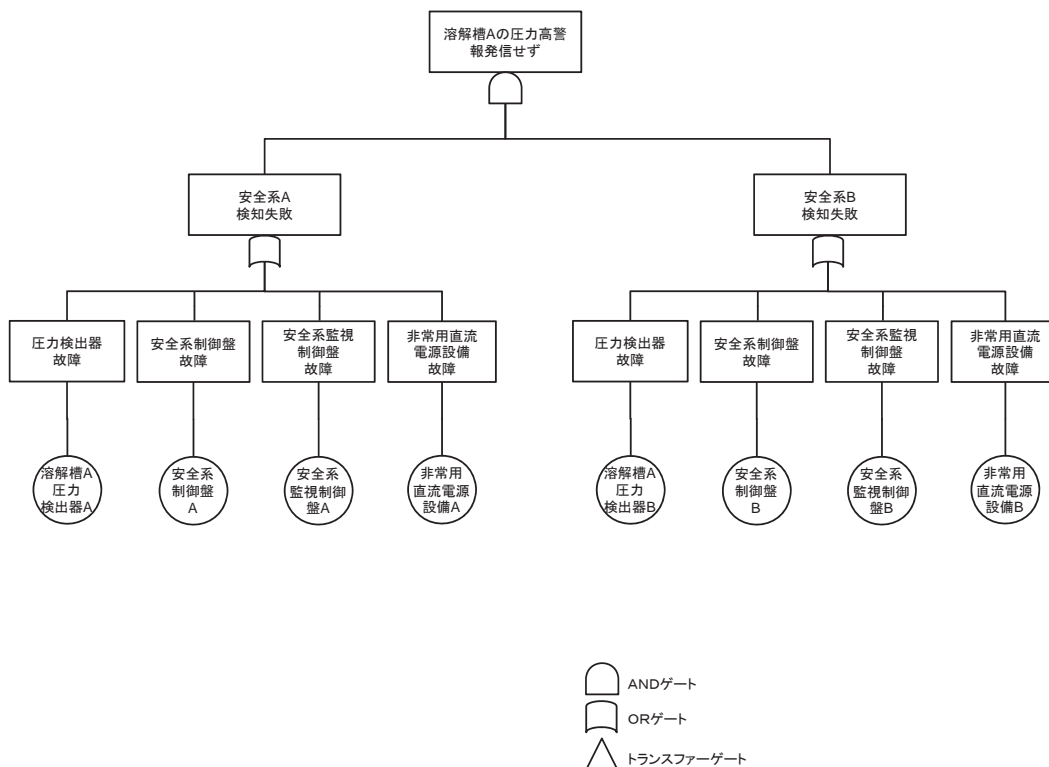 溶解槽Aの圧力高警
報発信せず
安全系A
検知失敗
安全系B
検知失敗
圧力検出器
故障
安全系制御盤
故障
安全系監視
制御盤
故障
非常用直流
電源設備
故障
圧力検出器
故障
安全系制御盤
故障
安全系監視
制御盤
故障
非常用直流
電源設備
故障
溶解槽A
圧力
検出器A
安全系
制御盤
A
安全系
監視制御
盤A
非常用
直流電源
設備A
溶解槽A
圧力
検出器B
安全系
制御盤
B
安全系
監視制御
盤B
非常用
直流電源
設備B
ANDゲート
ORゲート
トランスファーゲート